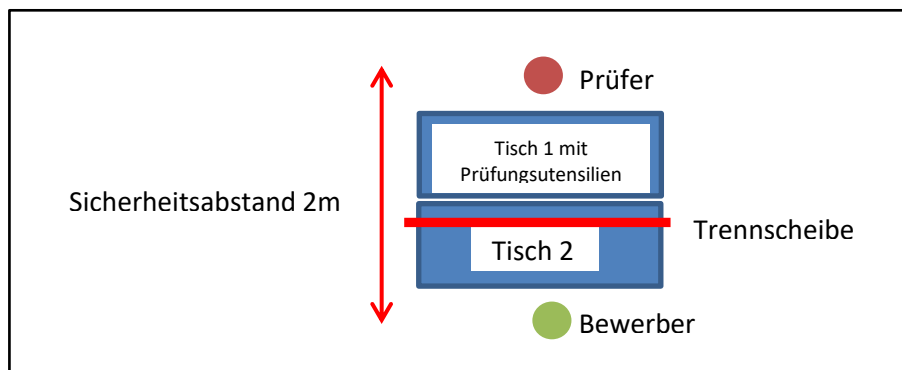 Prüfer
Tisch 1 mit
Prüfungsutensilien
Sicherheitsabstand 2m
Trennscheibe
Tisch 2
Bewerber